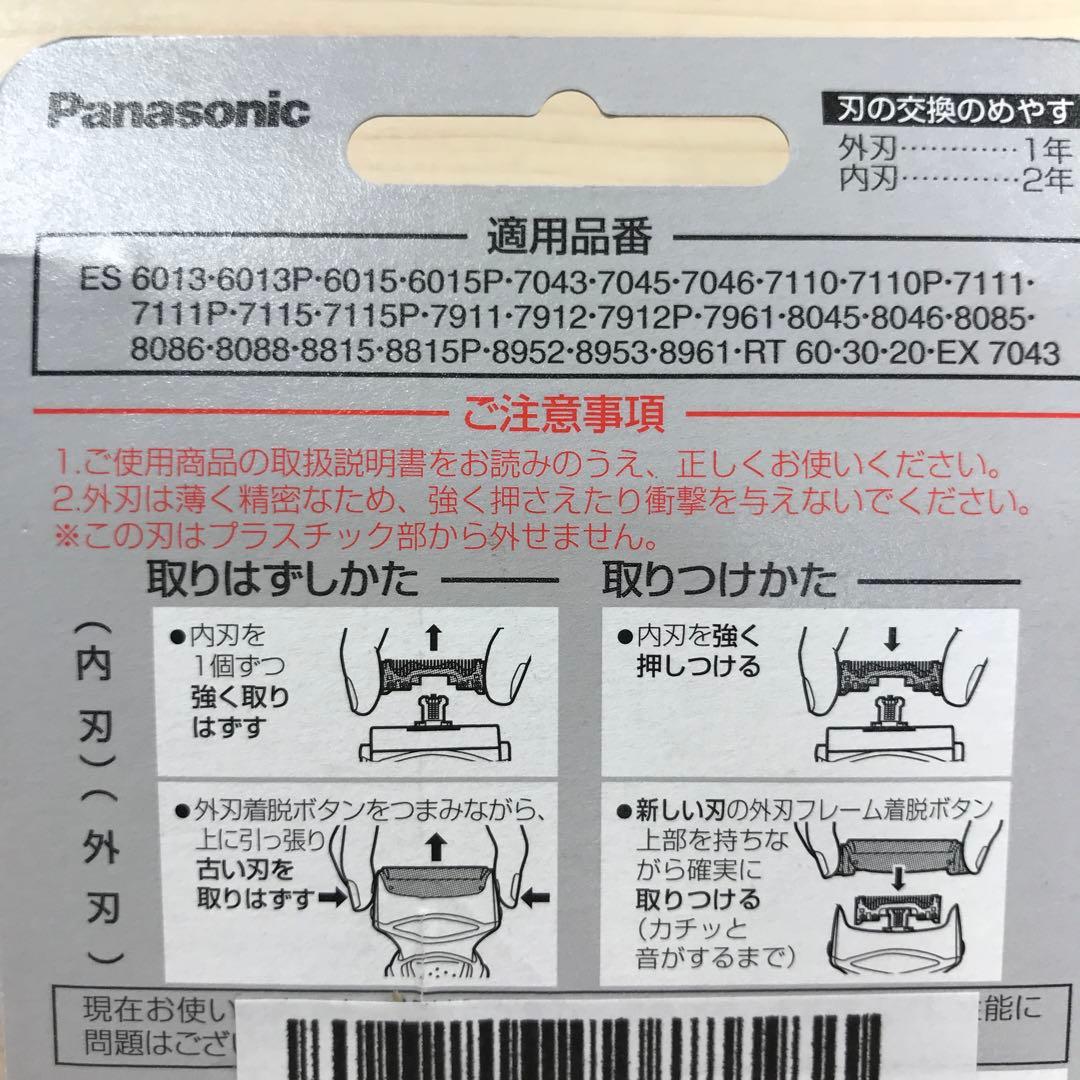 Panasonic
刃の交換のめやす
外刃…………1年
内刃…………2年
適用品番
ES 6013・6013P・6015・6015P・7043・7045・7046・7110・7110P・7111・
7111P・7115・7115P・7911・7912・7912P・7961・8045・8046・8085・
8086・8088・8815・8815P・8952・8953・8961・RT 60・30・20・EX 7043
ご注意事項
1.ご使用商品の取扱説明書をお読みのうえ、正しくお使いください。
2.外刃は薄く精密なため、強く押さえたり衝撃を与えないでください。
※この刃はプラスチック部から外せません。
取りはずしかた
取りつけかた
(内刃)
●内刃を
1個ずつ
強く取り
はずす
●内刃を強く
押しつける
(外刃)
●外刃着脱ボタンをつまみながら、
上に引っ張り
古い刃を
取りはずす
●新しい刃の外刃フレーム着脱ボタン
上部を持ちな
がら確実に
取りつける
(カチッと
音がするまで)
現在お使い
能に
問題はござ